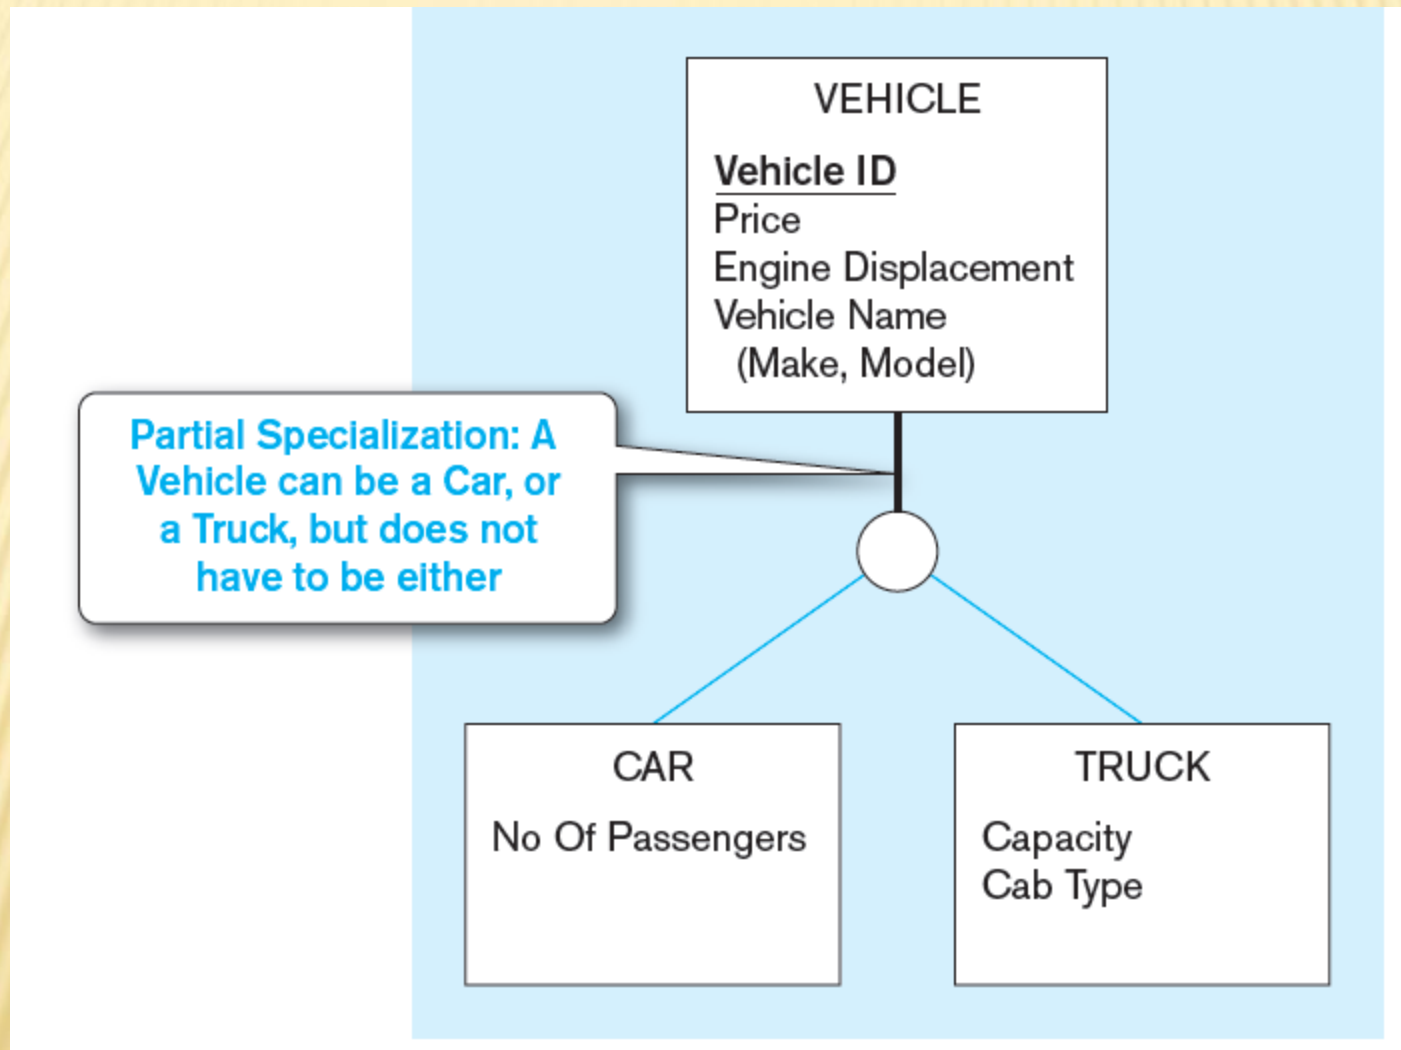 VEHICLE
Vehicle ID
Price
Engine Displacement
Vehicle Name
(Make, Model)
Partial Specialization: A
Vehicle can be a Car, or
a Truck, but does not
have to be either
CAR
No Of Passengers
TRUCK
Capacity
Cab Type